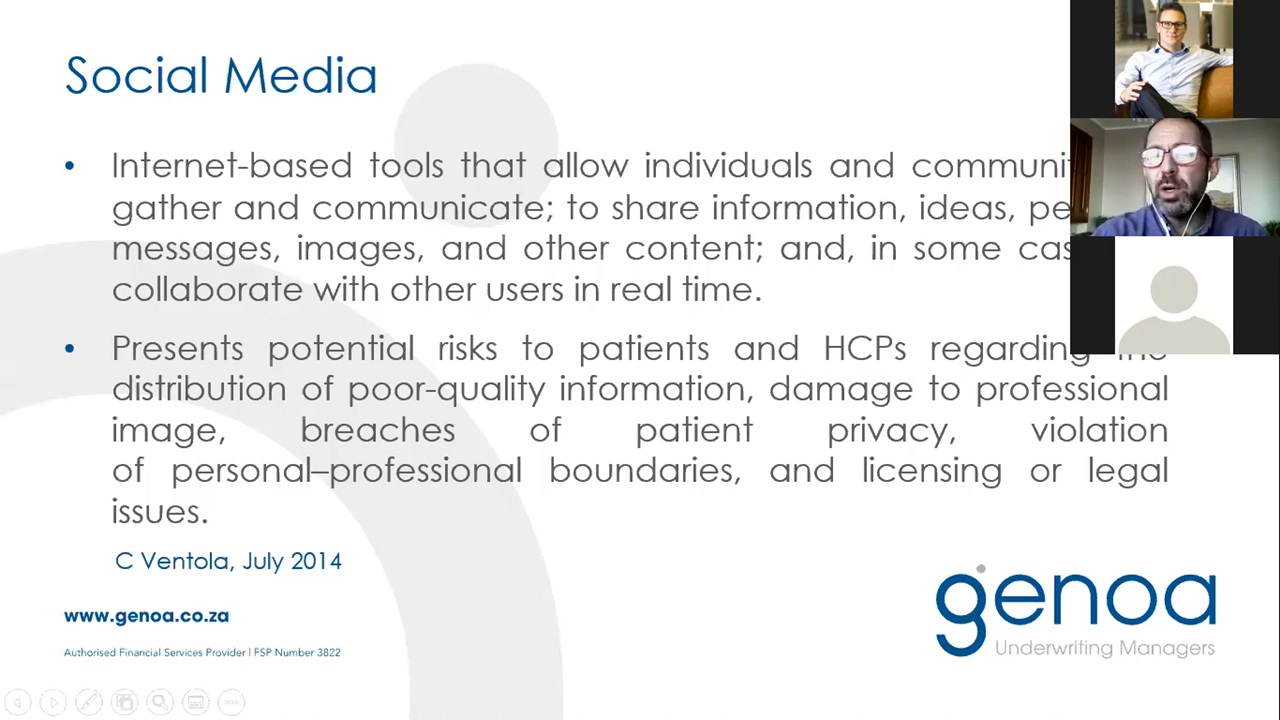 Social Media
• Internet-based tools that allow individuals and
gather and communicate; to share information, ideas,
messages, images, and other content; and, in some
collaborate with other users in real time.
• Presents potential risks to patients and HCPs regarding the
distribution of poor-quality information, damage to professional
image, breaches of patient privacy, violation
of personal–professional boundaries, and licensing or legal
issues.
C Ventola, July 2014
www.genoa.co.za
Authorised Financial Services Provider | FSP Number 3822
genoa
Underwriting Managers